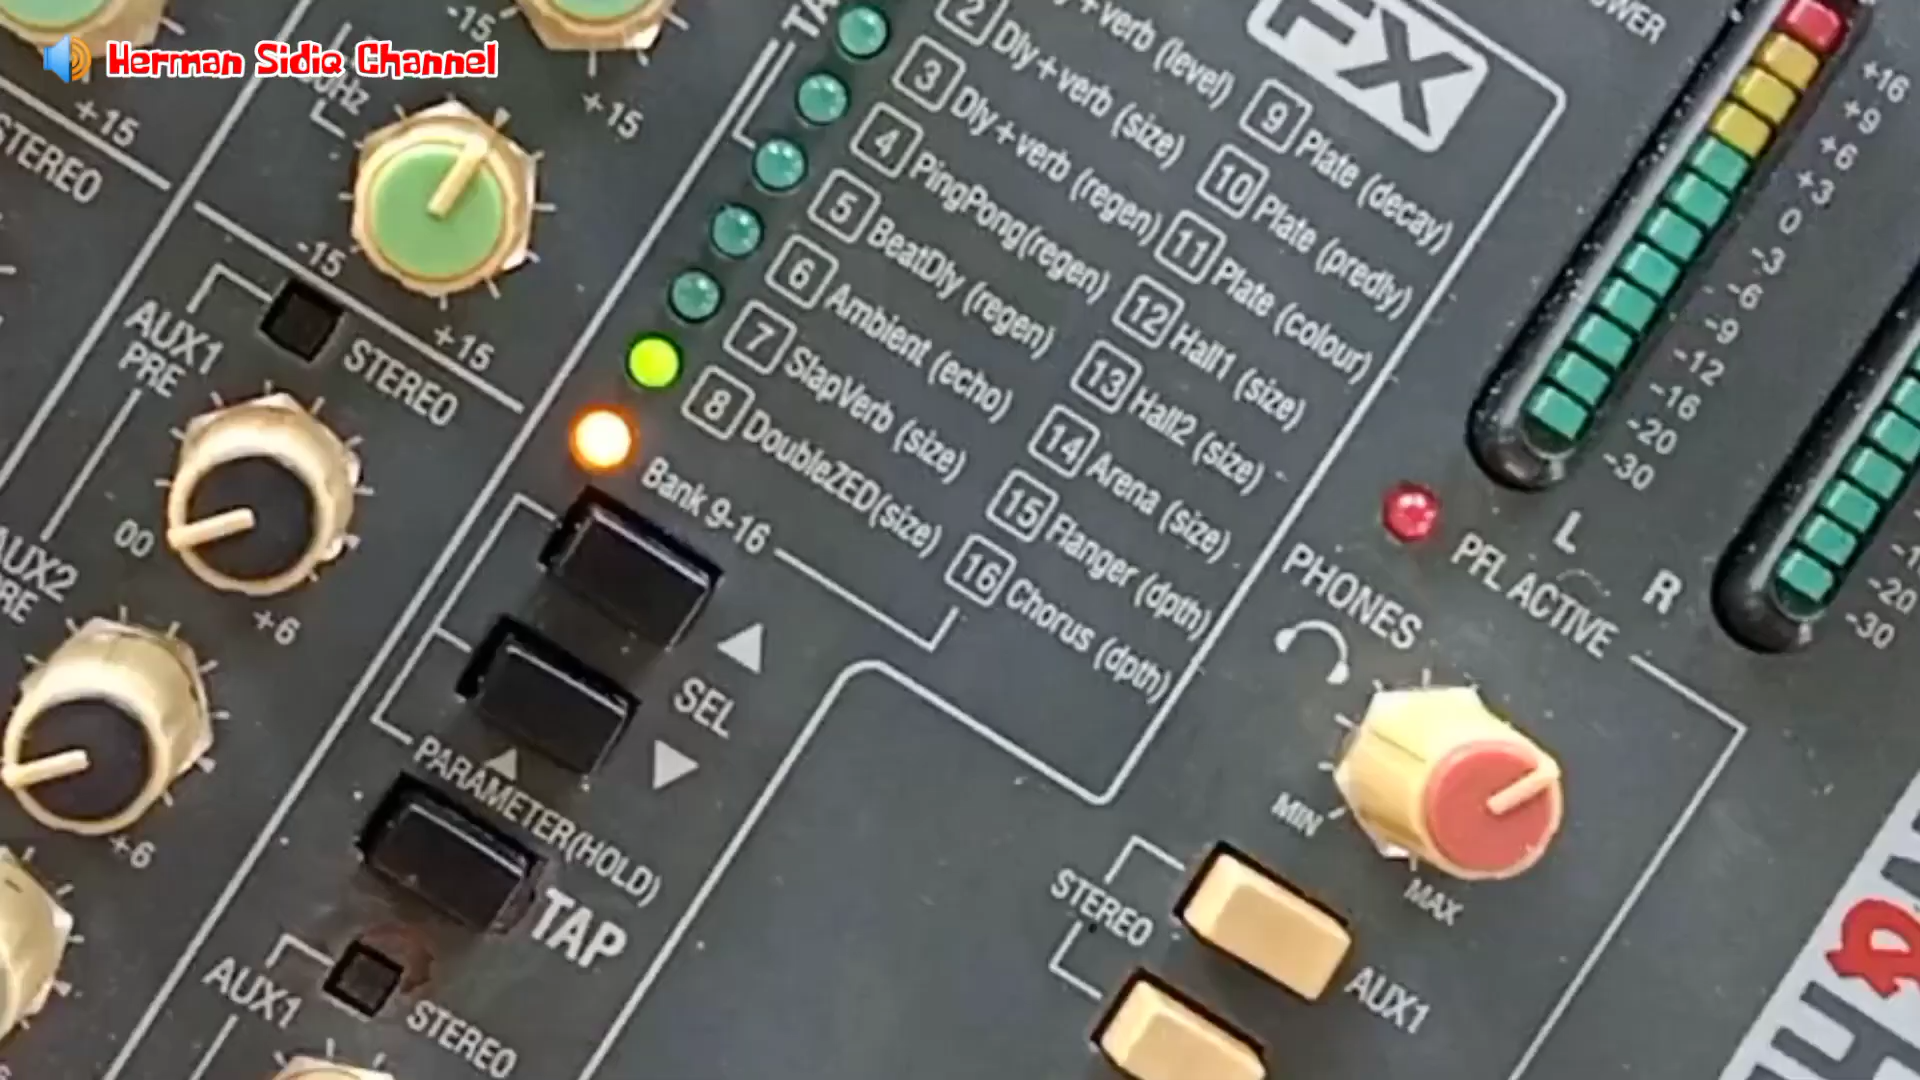 Herman Sidiq Channel
-15
+15
+15
STEREO
-15
+15
AUX1
PRE
STEREO
00
+6
AUX2
+6
FX
2 Dly+verb (size)
3 Dly+verb (regen)
4 PingPong(regen)
5 BeatDly (regen)
6 Ambient (echo)
7 SlapVerb (size)
8 DoubleZED(size)
9 Plate (decay)
10 Plate (predly)
11 Plate (colour)
12 Hall1 (size)
13 Hall2 (size)
14 Arena (size)
15 Flanger (dpth)
16 Chorus (dpth)
Bank 9-16
SEL
PARAMETER(HOLD)
TAP
AUX1
STEREO
+16
+9
+6
+3
0
-3
-6
-9
-12
-16
-20
-30
L
R
-20
-30
PFL ACTIVE
PHONES
MIN
MAX
STEREO
AUX1